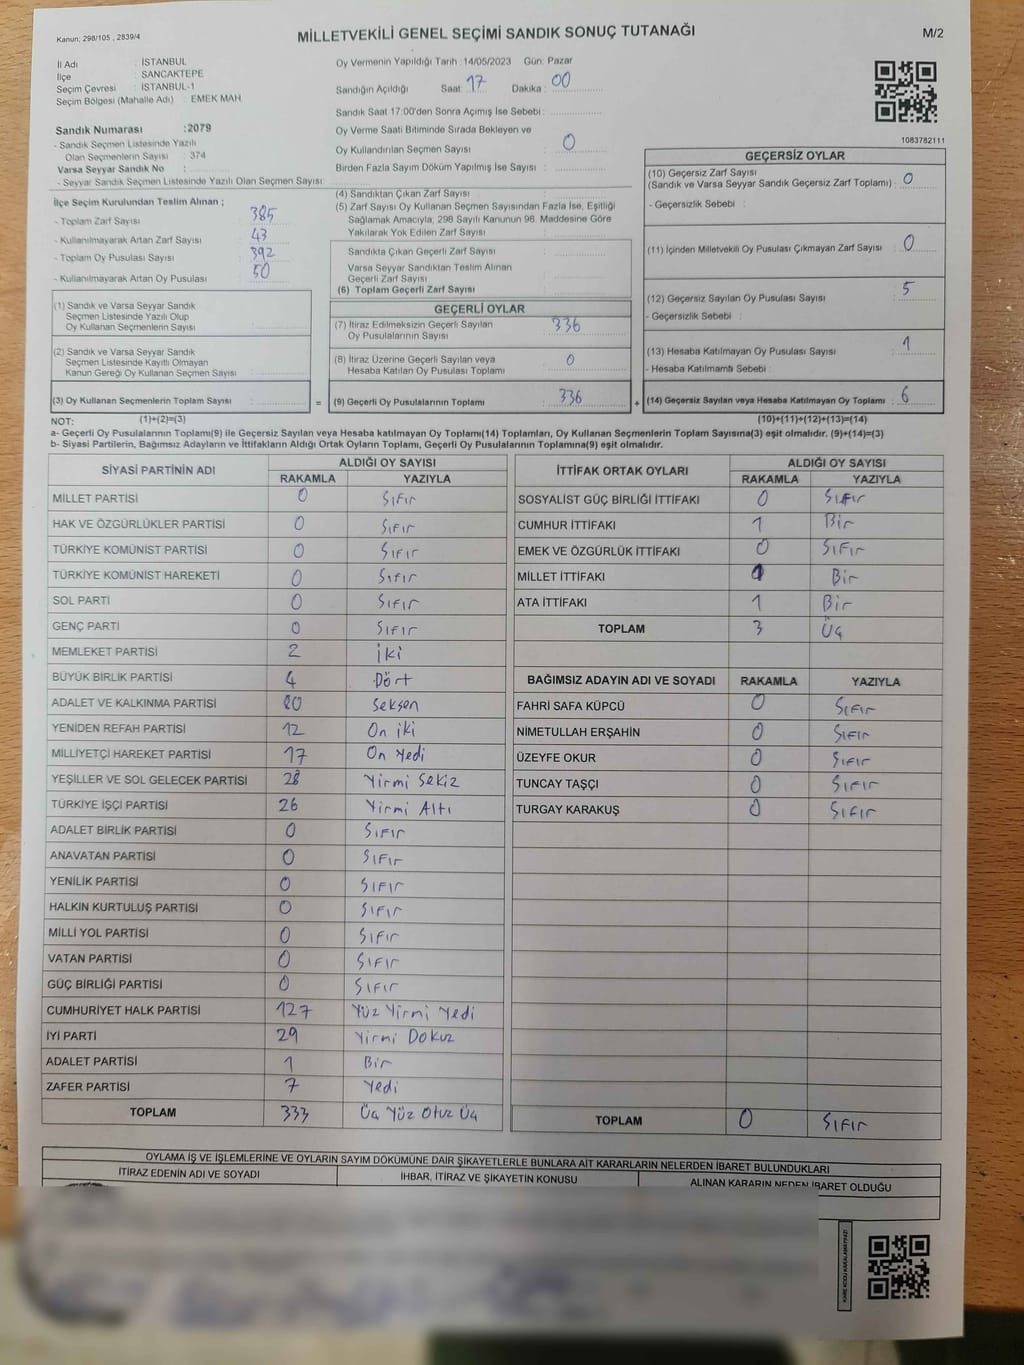 Kanun: 298/105 , 2839/4
MİLLETVEKİLİ GENEL SEÇİMİ SANDIK SONUÇ TUTANAĞI
M/2
İl Adı : İSTANBUL
İlçe : SANCAKTEPE
Seçim Çevresi : İSTANBUL-1
Seçim Bölgesi (Mahalle Adı) : EMEK MAH.
Sandık Numarası :2079
- Sandık Seçmen Listesinde Yazılı
Olan Seçmenlerin Sayısı : 374
Varsa Seyyar Sandık No :
- Seyyar Sandık Seçmen Listesinde Yazılı Olan Seçmen Sayısı:
Oy Vermenin Yapıldığı Tarih :14/05/2023 Gün: Pazar
Sandığın Açıldığı Saat: 17 Dakika : 00
Sandık Saat 17:00'den Sonra Açımış İse Sebebi :
Oy Verme Saati Bitiminde Sırada Bekleyen ve
Oy Kullandırılan Seçmen Sayısı : 0
Birden Fazla Sayım Döküm Yapılmış İse Sayısı :
1083782111
İlçe Seçim Kurulundan Teslim Alınan ;
- Toplam Zarf Sayısı : 385
- Kullanılmayarak Artan Zarf Sayısı : 43
- Toplam Oy Pusulası Sayısı : 392
- Kullanılmayarak Artan Oy Pusulası : 50
(1) Sandık ve Varsa Seyyar Sandık
Seçmen Listesinde Yazılı Olup
Oy Kullanan Seçmenlerin Sayısı :
(2) Sandık ve Varsa Seyyar Sandık
Seçmen Listesinde Kayıtlı Olmayan
Kanun Gereği Oy Kullanan Seçmen Sayısı :
(3) Oy Kullanan Seçmenlerin Toplam Sayısı :
=
(4) Sandıktan Çıkan Zarf Sayısı :
(5) Zarf Sayısı Oy Kullanan Seçmen Sayısından Fazla İse, Eşitliği
Sağlamak Amacıyla, 298 Sayılı Kanunun 98. Maddesine Göre
Yakılarak Yok Edilen Zarf Sayısı :
Sandıkta Çıkan Geçerli Zarf Sayısı :
Varsa Seyyar Sandıktan Teslim Alınan
Geçerli Zarf Sayısı :
(6) Toplam Geçerli Zarf Sayısı :
GEÇERLİ OYLAR
(7) İtiraz Edilmeksizin Geçerli Sayılan
Oy Pusulalarının Sayısı : 336
(8) İtiraz Üzerine Geçerli Sayılan veya
Hesaba Katılan Oy Pusulası Toplamı : 0
(9) Geçerli Oy Pusulalarının Toplamı : 336
+
GEÇERSİZ OYLAR
(10) Geçersiz Zarf Sayısı
(Sandık ve Varsa Seyyar Sandık Geçersiz Zarf Toplamı) : 0
- Geçersizlik Sebebi :
(11) İçinden Milletvekili Oy Pusulası Çıkmayan Zarf Sayısı : 0
(12) Geçersiz Sayılan Oy Pusulası Sayısı : 5
- Geçersizlik Sebebi :
(13) Hesaba Katılmayan Oy Pusulası Sayısı : 1
- Hesaba Katılmama Sebebi :
(14) Geçersiz Sayılan veya Hesaba Katılmayan Oy Toplamı : 6
NOT: (1)+(2)=(3) (10)+(11)+(12)+(13)=(14)
a- Geçerli Oy Pusulalarının Toplamı(9) ile Geçersiz Sayılan veya Hesaba katılmayan Oy Toplamı(14) Toplamları, Oy Kullanan Seçmenlerin Toplam Sayısına(3) eşit olmalıdır. (9)+(14)=(3)
b- Siyasi Partilerin, Bağımsız Adayların ve İttifakların Aldığı Ortak Oyların Toplamı, Geçerli Oy Pusulalarının Toplamına(9) eşit olmalıdır.
SİYASİ PARTİNİN ADI ALDIĞI OY SAYISI
RAKAMLA YAZIYLA
MİLLET PARTİSİ 0 Sıfır
HAK VE ÖZGÜRLÜKLER PARTİSİ 0 Sıfır
TÜRKİYE KOMÜNİST PARTİSİ 0 Sıfır
TÜRKİYE KOMÜNİST HAREKETİ 0 Sıfır
SOL PARTİ 0 Sıfır
GENÇ PARTİ 0 Sıfır
MEMLEKET PARTİSİ 2 İki
BÜYÜK BİRLİK PARTİSİ 4 Dört
ADALET VE KALKINMA PARTİSİ 80 Seksen
YENİDEN REFAH PARTİSİ 12 On iki
MİLLİYETÇİ HAREKET PARTİSİ 17 On Yedi
YEŞİLLER VE SOL GELECEK PARTİSİ 28 Yirmi Sekiz
TÜRKİYE İŞÇİ PARTİSİ 26 Yirmi Altı
ADALET BİRLİK PARTİSİ 0 Sıfır
ANAVATAN PARTİSİ 0 Sıfır
YENİLİK PARTİSİ 0 Sıfır
HALKIN KURTULUŞ PARTİSİ 0 Sıfır
MİLLİ YOL PARTİSİ 0 Sıfır
VATAN PARTİSİ 0 Sıfır
GÜÇ BİRLİĞİ PARTİSİ 0 Sıfır
CUMHURİYET HALK PARTİSİ 127 Yüz Yirmi Yedi
İYİ PARTİ 29 Yirmi Dokuz
ADALET PARTİSİ 1 Bir
ZAFER PARTİSİ 7 Yedi
TOPLAM 333 Üç Yüz Otuz Üç
İTTİFAK ORTAK OYLARI ALDIĞI OY SAYISI
RAKAMLA YAZIYLA
SOSYALİST GÜÇ BİRLİĞİ İTTİFAKI 0 Sıfır
CUMHUR İTTİFAKI 1 Bir
EMEK VE ÖZGÜRLÜK İTTİFAKI 0 Sıfır
MİLLET İTTİFAKI 1 Bir
ATA İTTİFAKI 1 Bir
TOPLAM 3 Üç
BAĞIMSIZ ADAYIN ADI VE SOYADI RAKAMLA YAZIYLA
FAHRİ SAFA KÜPCÜ 0 Sıfır
NİMETULLAH ERŞAHİN 0 Sıfır
ÜZEYFE OKUR 0 Sıfır
TUNCAY TAŞÇI 0 Sıfır
TURGAY KARAKUŞ 0 Sıfır
TOPLAM 0 Sıfır
OYLAMA İŞ VE İŞLEMLERİNE VE OYLARIN SAYIM DÖKÜMÜNE DAİR ŞİKAYETLERLE BUNLARA AİT KARARLARIN NELERDEN İBARET BULUNDUKLARI
İTİRAZ EDENİN ADI VE SOYADI İHBAR, İTİRAZ VE ŞİKAYETİN KONUSU ALINAN KARARIN NEDEN İBARET OLDUĞU